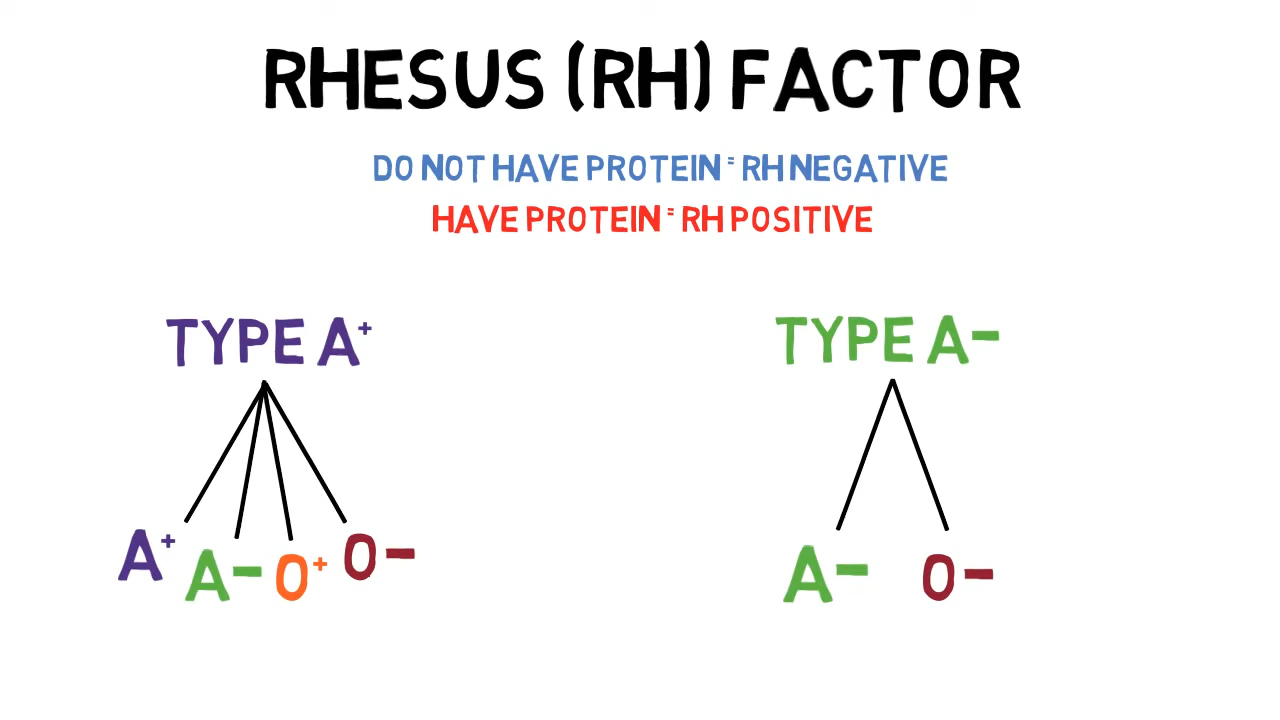 RHESUS (RH) FACTOR
DO NOT HAVE PROTEIN = RH NEGATIVE
HAVE PROTEIN = RH POSITIVE
TYPE A+
TYPE A-
A+ A- O+ O-
A- O-